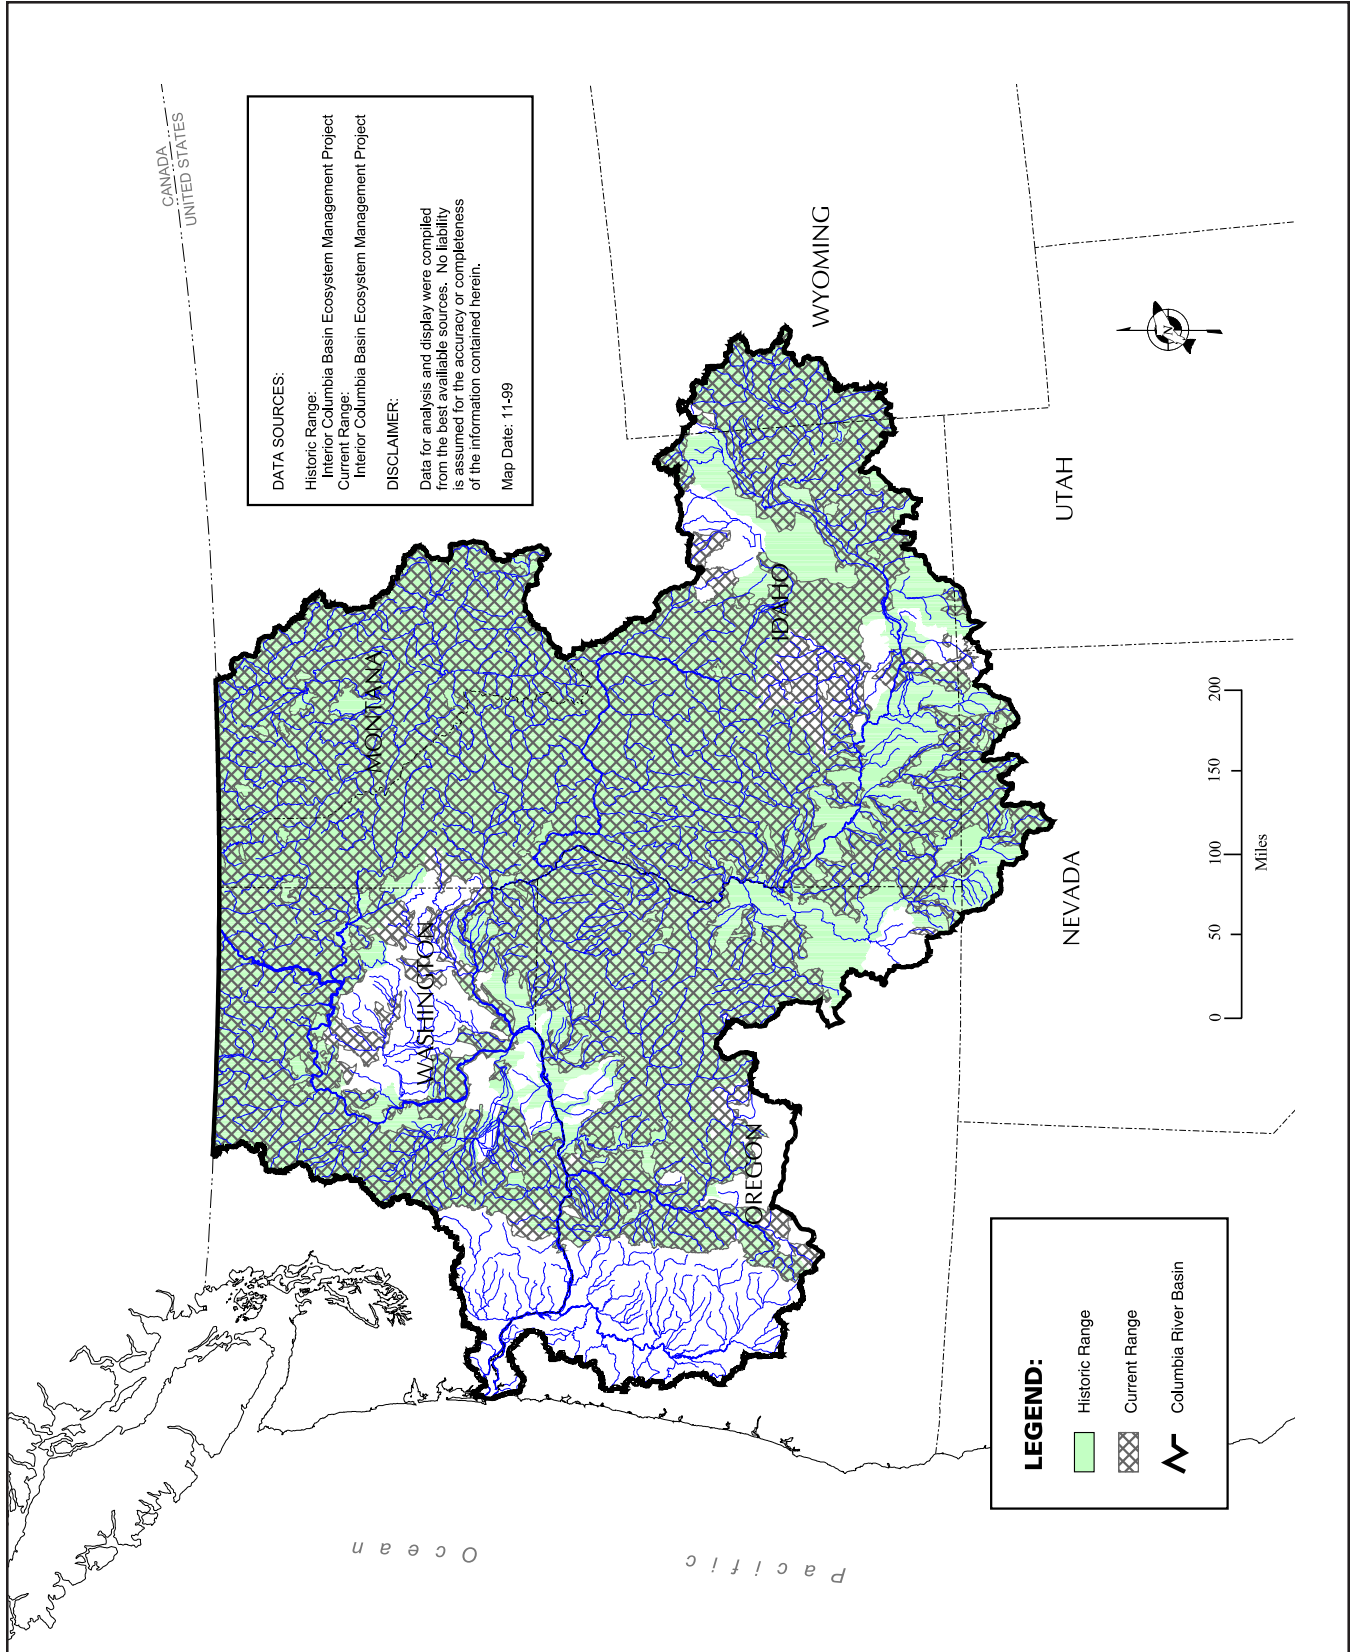 CANADA
UNITED STATES
DATA SOURCES:
Historic Range:
Interior Columbia Basin Ecosystem Management Project
Current Range:
Interior Columbia Basin Ecosystem Management Project
DISCLAIMER:
Data for analysis and display were compiled
from the best availiable sources. No liability
is assumed for the accuracy or completeness
of the information contained herein.
Map Date: 11-99
MONTANA
WASHINGTON
OREGON
IDAHO
WYOMING
UTAH
NEVADA
Pacific
Ocean
N
0 50 100 150 200
Miles
LEGEND:
Historic Range
Current Range
Columbia River Basin